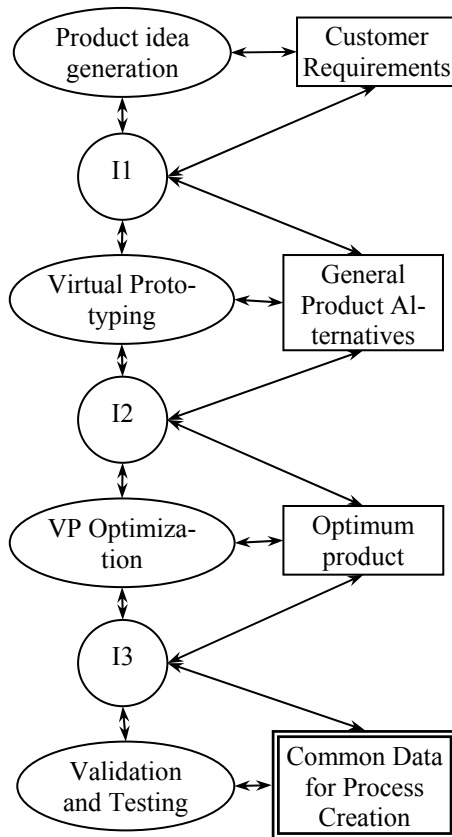 Product idea
generation
Customer
Requirements
I1
Virtual Proto-
typing
General
Product Al-
ternatives
I2
VP Optimiza-
tion
Optimum
product
I3
Validation
and Testing
Common Data
for Process
Creation